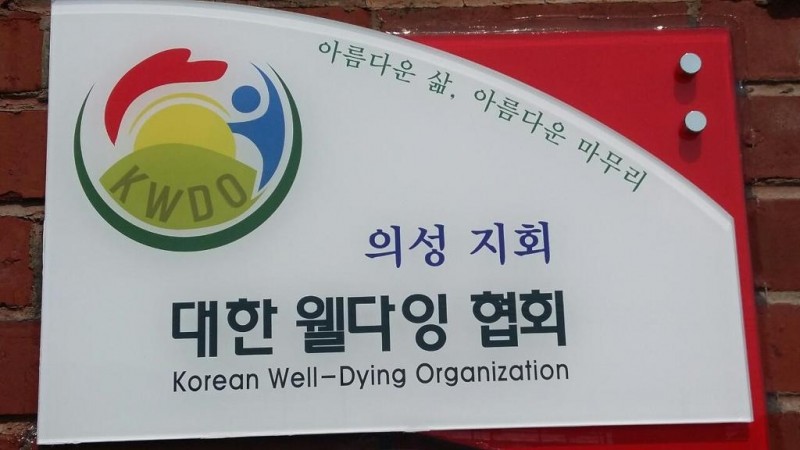 KWDO
아름다운 삶, 아름다운 마무리
의성 지회
대한 웰다잉 협회
Korean Well-Dying Organization